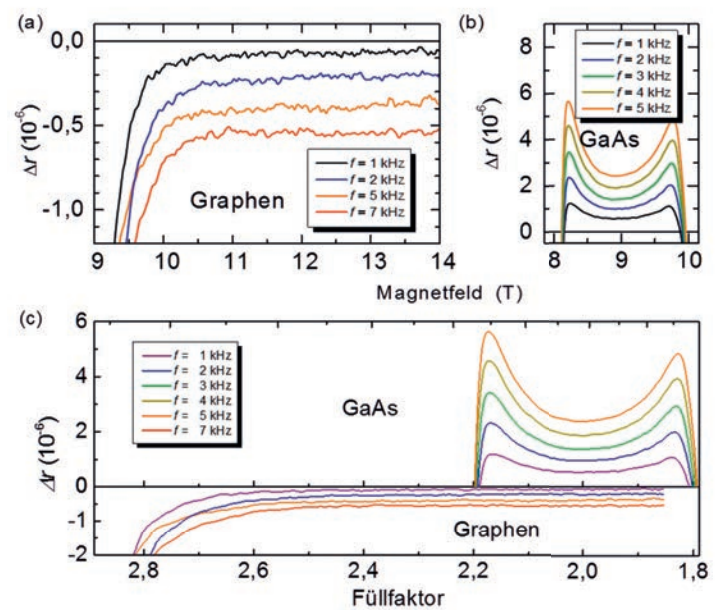 (a)
0,0
-0,5
-1,0
Δr (10⁻⁶)
Graphen
f = 1 kHz
f = 2 kHz
f = 5 kHz
f = 7 kHz
9 10 11 12 13 14
(b)
8
6
4
2
0
Δr (10⁻⁶)
f = 1 kHz
f = 2 kHz
f = 3 kHz
f = 4 kHz
f = 5 kHz
GaAs
8 9 10
Magnetfeld (T)
(c)
6
4
2
0
-1
-2
Δr (10⁻⁶)
f = 1 kHz
f = 2 kHz
f = 3 kHz
f = 4 kHz
f = 5 kHz
f = 7 kHz
GaAs
Graphen
2,8 2,6 2,4 2,2 2,0 1,8
Füllfaktor